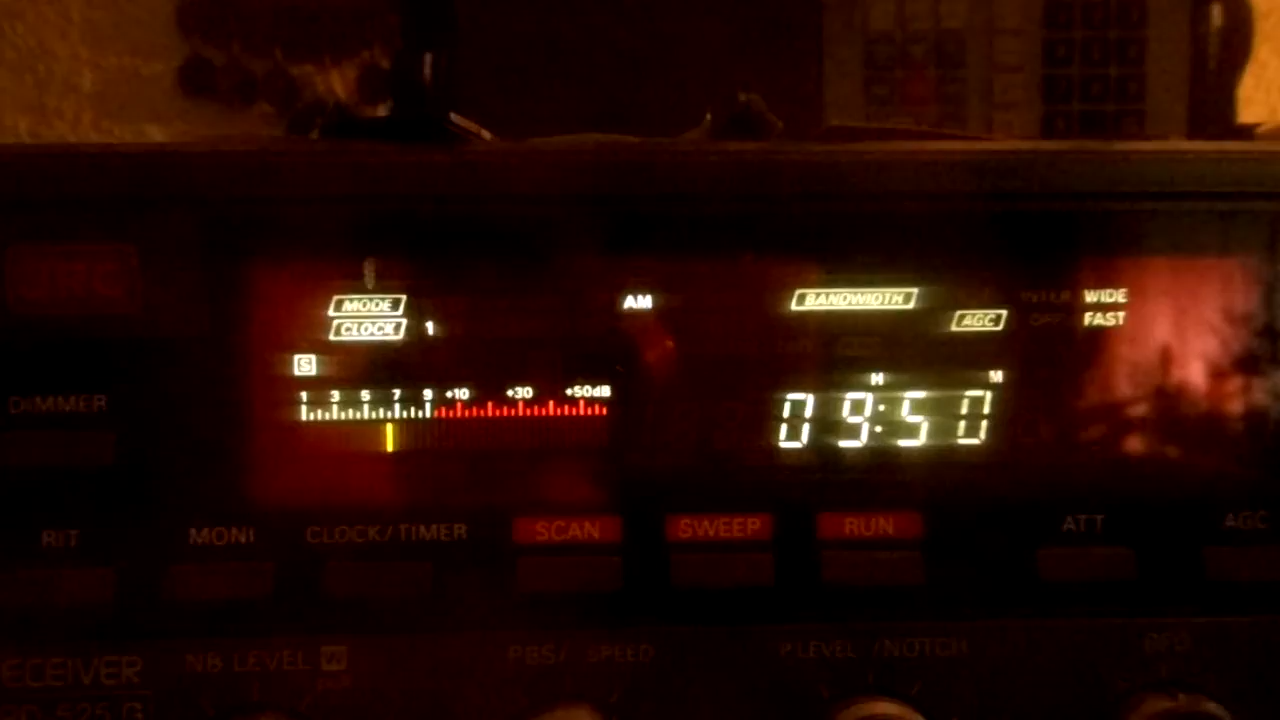 MODE
AM
BANDWIDTH
WIDE
CLOCK 1
AGC
FAST
S
H M
1 3 5 7 9 +10 +30 +50dB
09:50
DIMMER
RIT
MONI
CLOCK/TIMER
SCAN
SWEEP
RUN
ATT
AGC
NB LEVEL W
PBS/ SPEED
P LEVEL /NOTCH
ECEIVER